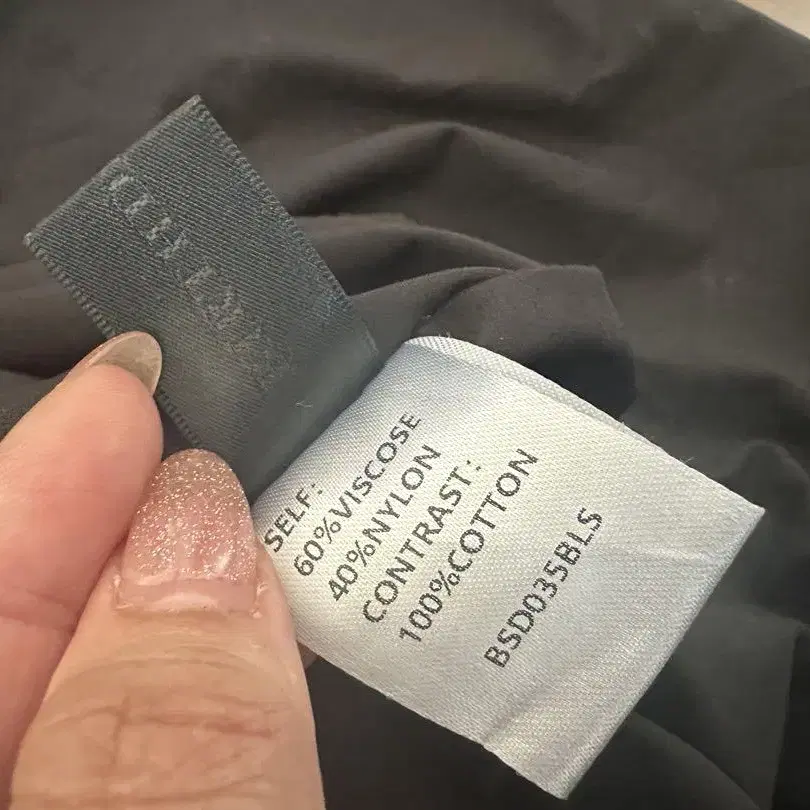 SELF:
60%VISCOSE
40%NYLON
CONTRAST:
100%COTTON
BSD035BLS